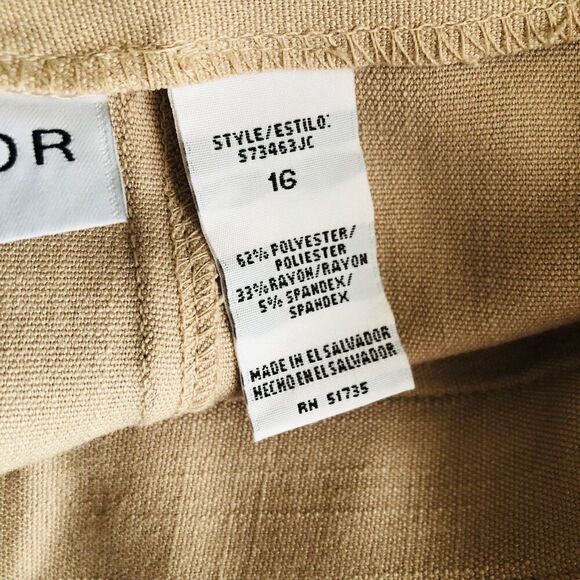 OR
STYLE/ESTILO:
S73463JC
16
62% POLYESTER/
POLIESTER
33% RAYON/RAYON
5% SPANDEX/
SPANDEX
MADE IN EL SALVADOR
HECHO EN EL SALVADOR
RN 51735